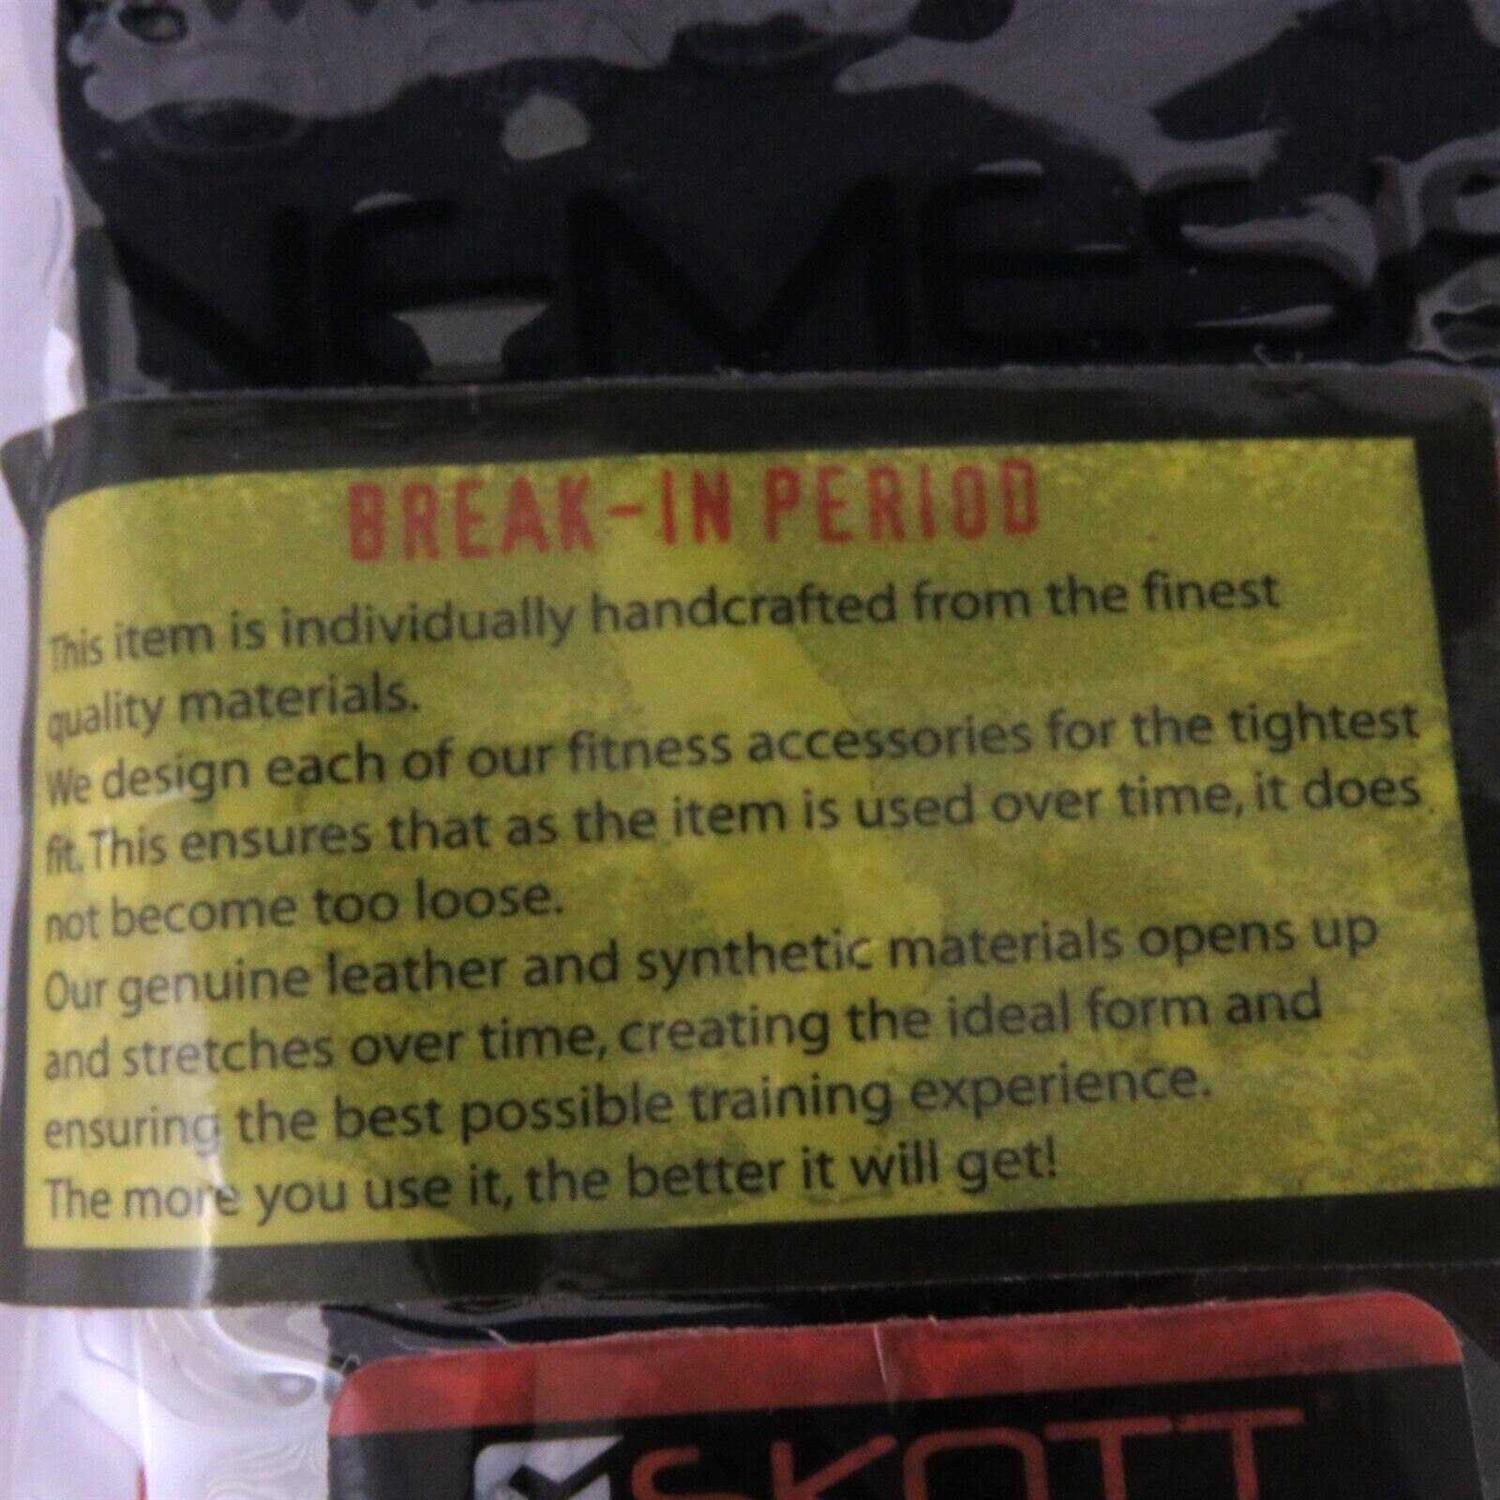 NEMESIS
BREAK-IN PERIOD
This item is individually handcrafted from the finest
quality materials.
We design each of our fitness accessories for the tightest
fit. This ensures that as the item is used over time, it does
not become too loose.
Our genuine leather and synthetic materials opens up
and stretches over time, creating the ideal form and
ensuring the best possible training experience.
The more you use it, the better it will get!
SKOTT